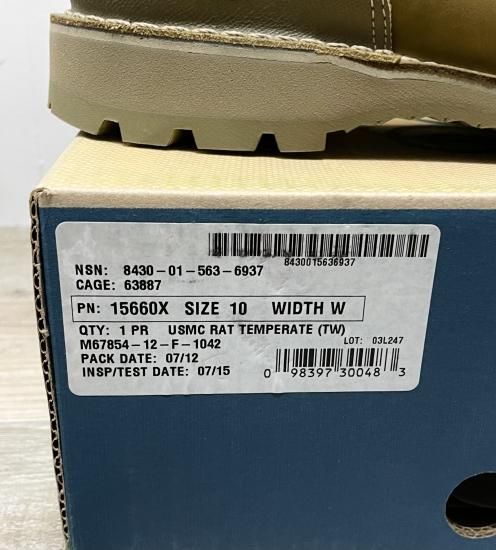 8430015636937
NSN: 8430-01-563-6937
CAGE: 63887
PN: 15660X SIZE 10 WIDTH W
QTY: 1 PR USMC RAT TEMPERATE (TW)
M67854-12-F-1042
LOT: 03L247
PACK DATE: 07/12
INSP/TEST DATE: 07/15
0 98397 30048 3